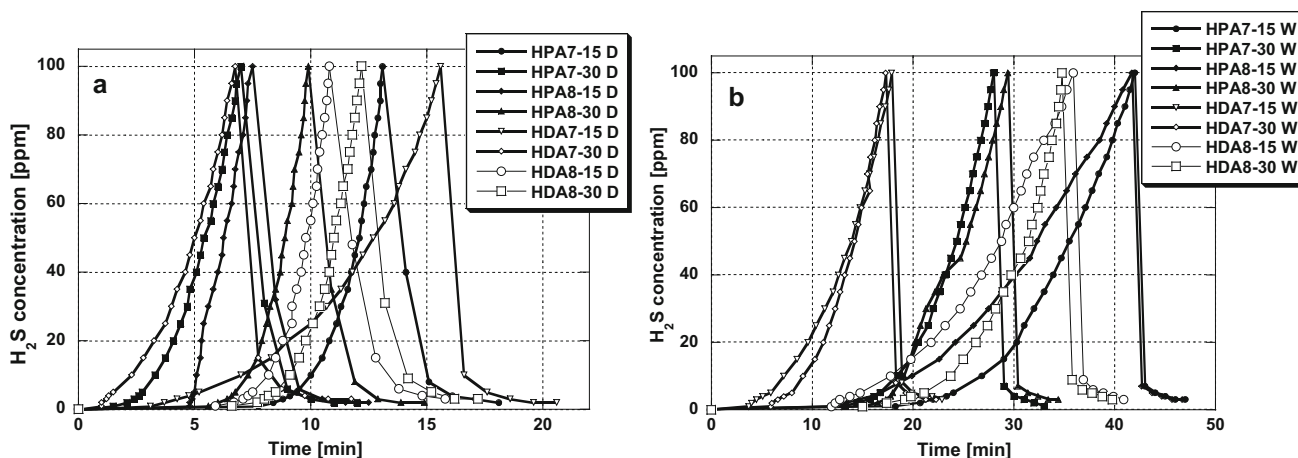 a
H2S concentration [ppm]
100
80
60
40
20
0
0 5 10 15 20
Time [min]
HPA7-15 D
HPA7-30 D
HPA8-15 D
HPA8-30 D
HDA7-15 D
HDA7-30 D
HDA8-15 D
HDA8-30 D
b
H2S concentration [ppm]
100
80
60
40
20
0
0 10 20 30 40 50
Time [min]
HPA7-15 W
HPA7-30 W
HPA8-15 W
HPA8-30 W
HDA7-15 W
HDA7-30 W
HDA8-15 W
HDA8-30 W